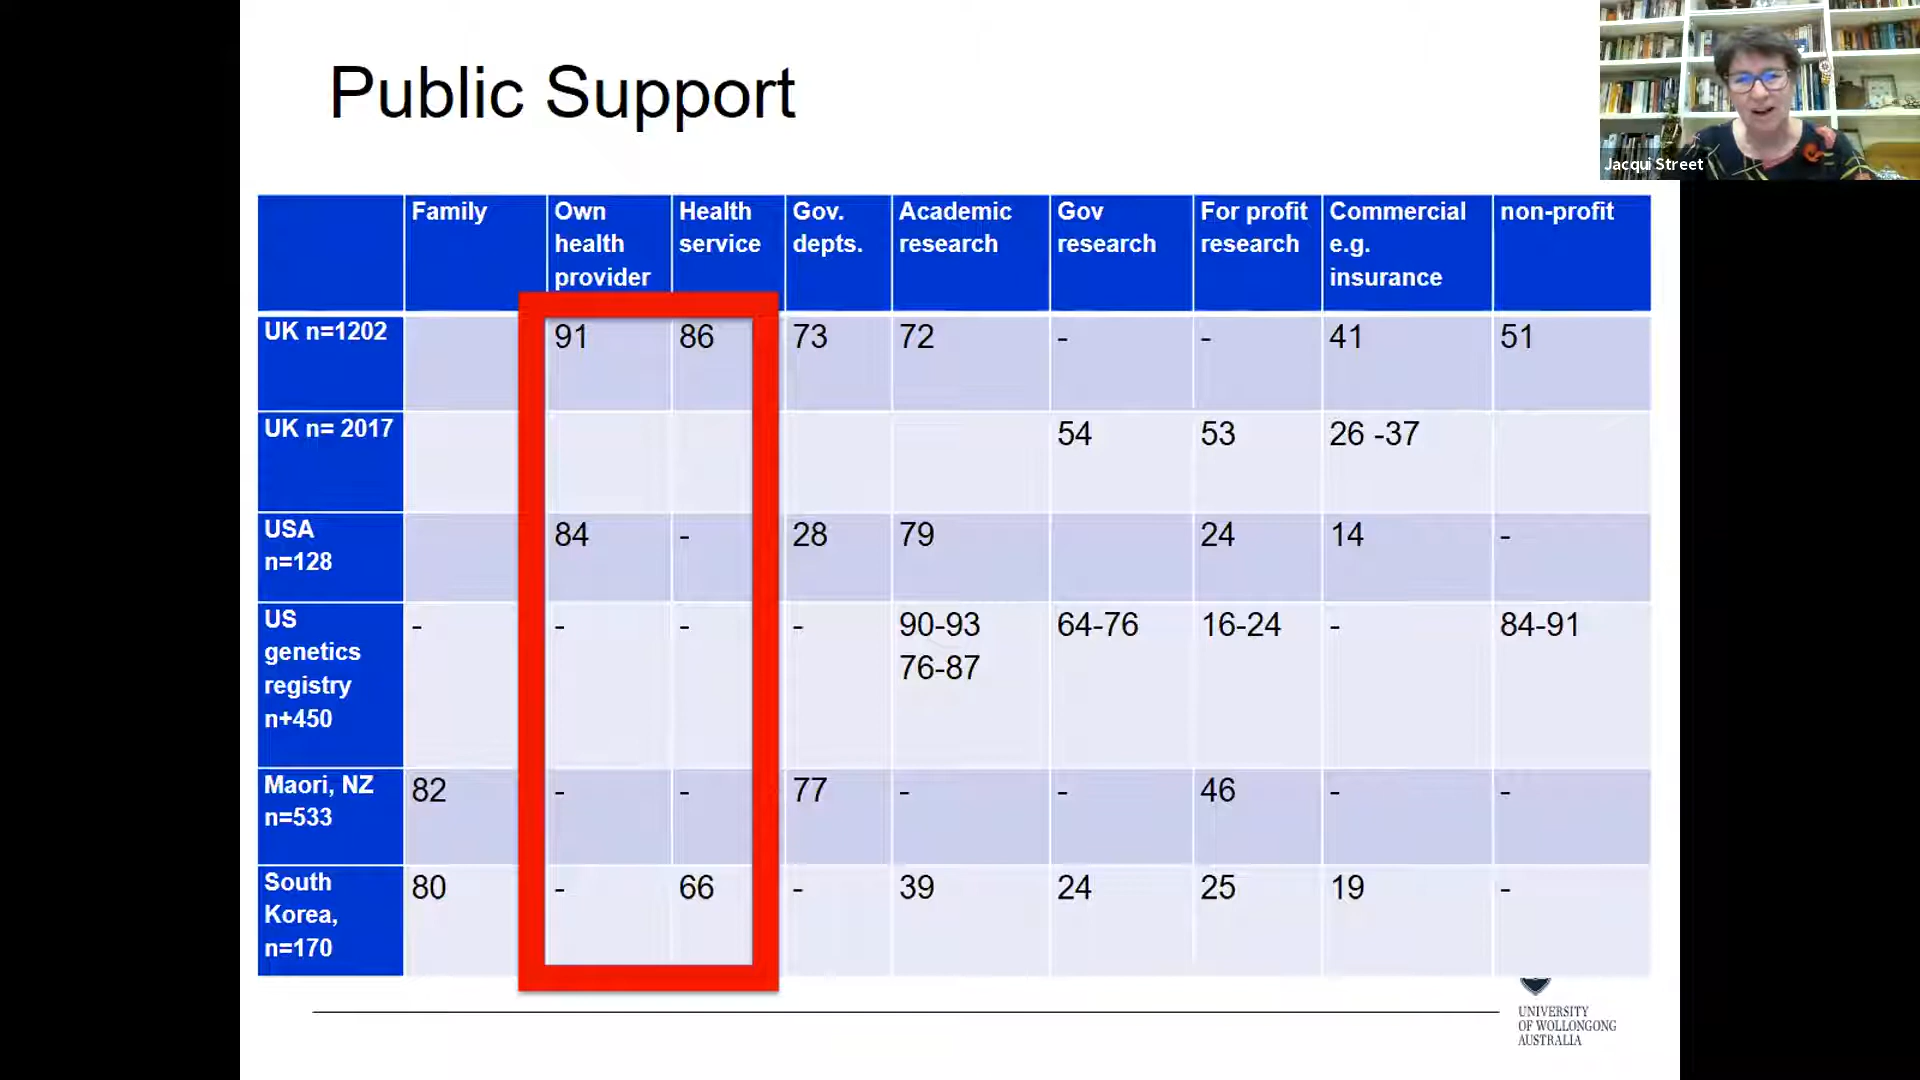 Public Support
Jacqui Street
Family
Own
health
provider
Health
service
Gov.
depts.
Academic
research
Gov
research
For profit
research
Commercial
e.g.
insurance
non-profit
UK n=1202
91
86
73
72
-
-
41
51
UK n= 2017
54
53
26 -37
USA
n=128
84
-
28
79
24
14
-
US
genetics
registry
n+450
-
-
-
-
90-93
76-87
64-76
16-24
-
84-91
Maori, NZ
n=533
82
-
-
77
-
-
46
-
-
South
Korea,
n=170
80
-
66
-
39
24
25
19
-
UNIVERSITY
OF WOLLONGONG
AUSTRALIA